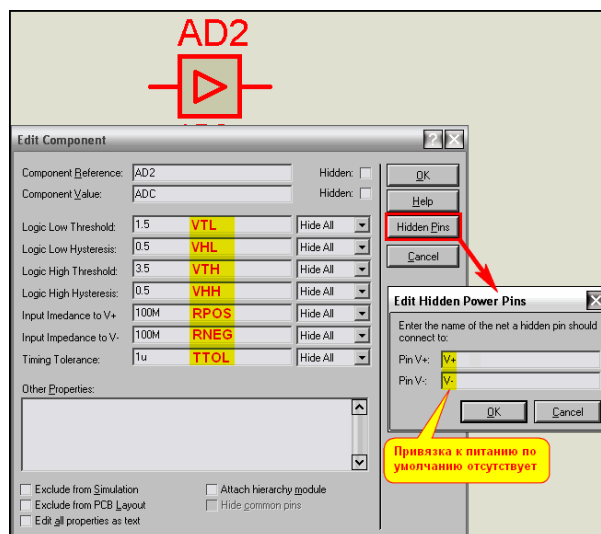 AD2
Edit Component
? X
Component Reference: AD2 Hidden:
Component Value: ADC Hidden:
Logic Low Threshold: 1.5 VTL Hide All
Logic Low Hysteresis: 0.5 VHL Hide All
Logic High Threshold: 3.5 VTH Hide All
Logic High Hysteresis: 0.5 VHH Hide All
Input Imedance to V+ 100M RPOS Hide All
Input Impedance to V- 100M RNEG Hide All
Timing Tolerance: 1u TTOL Hide All
Other Properties:
Exclude from Simulation Attach hierarchy module
Exclude from PCB Layout Hide common pins
Edit all properties as text
OK
Help
Hidden Pins
Cancel
Edit Hidden Power Pins
Enter the name of the net a hidden pin should
connect to:
Pin V+: V+
Pin V-: V-
OK Cancel
Привязка к питанию по
умолчанию отсутствует